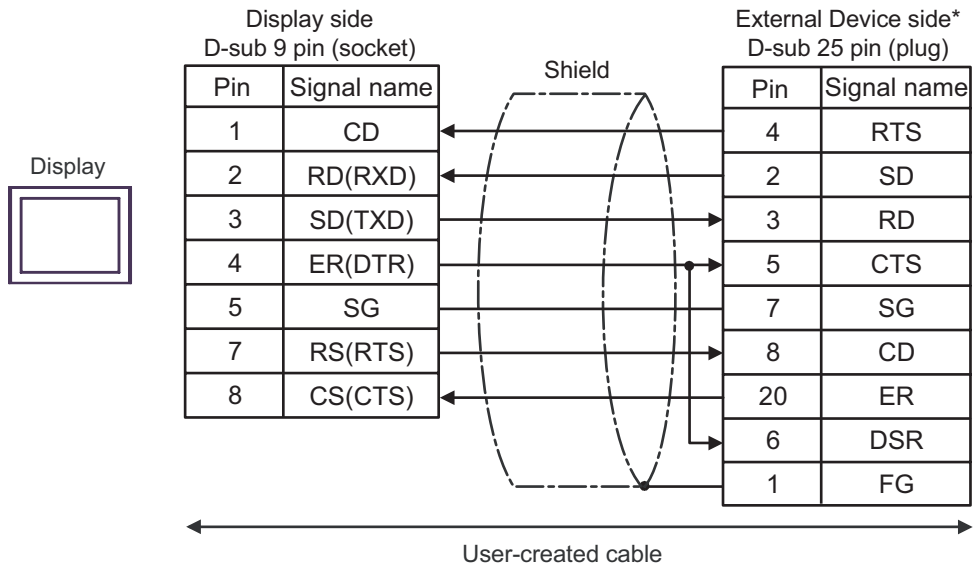 Display side
D-sub 9 pin (socket)
External Device side*
D-sub 25 pin (plug)
Shield
Display
Pin Signal name
1 CD
2 RD(RXD)
3 SD(TXD)
4 ER(DTR)
5 SG
7 RS(RTS)
8 CS(CTS)
Pin Signal name
4 RTS
2 SD
3 RD
5 CTS
7 SG
8 CD
20 ER
6 DSR
1 FG
User-created cable